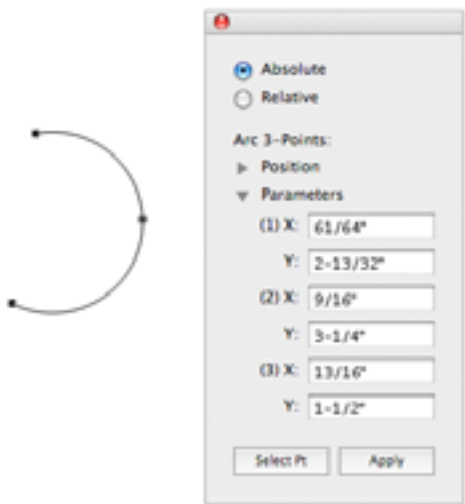 Absolute
Relative
Arc 3-Points:
Position
Parameters
(1) X: 61/64"
Y: 2-13/32"
(2) X: 9/16"
Y: 3-1/4"
(3) X: 13/16"
Y: 1-1/2"
Select Pt Apply